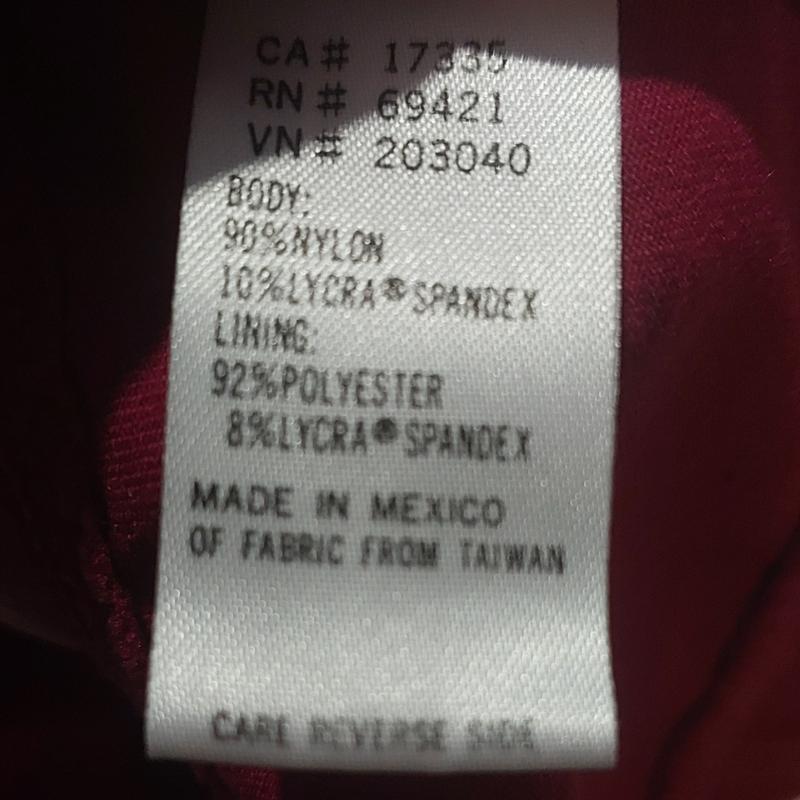 CA# 17335
RN# 69421
VN# 203040
BODY:
90%NYLON
10%LYCRA®SPANDEX
LINING:
92%POLYESTER
8%LYCRA®SPANDEX
MADE IN MEXICO
OF FABRIC FROM TAIWAN
CARE REVERSE SIDE